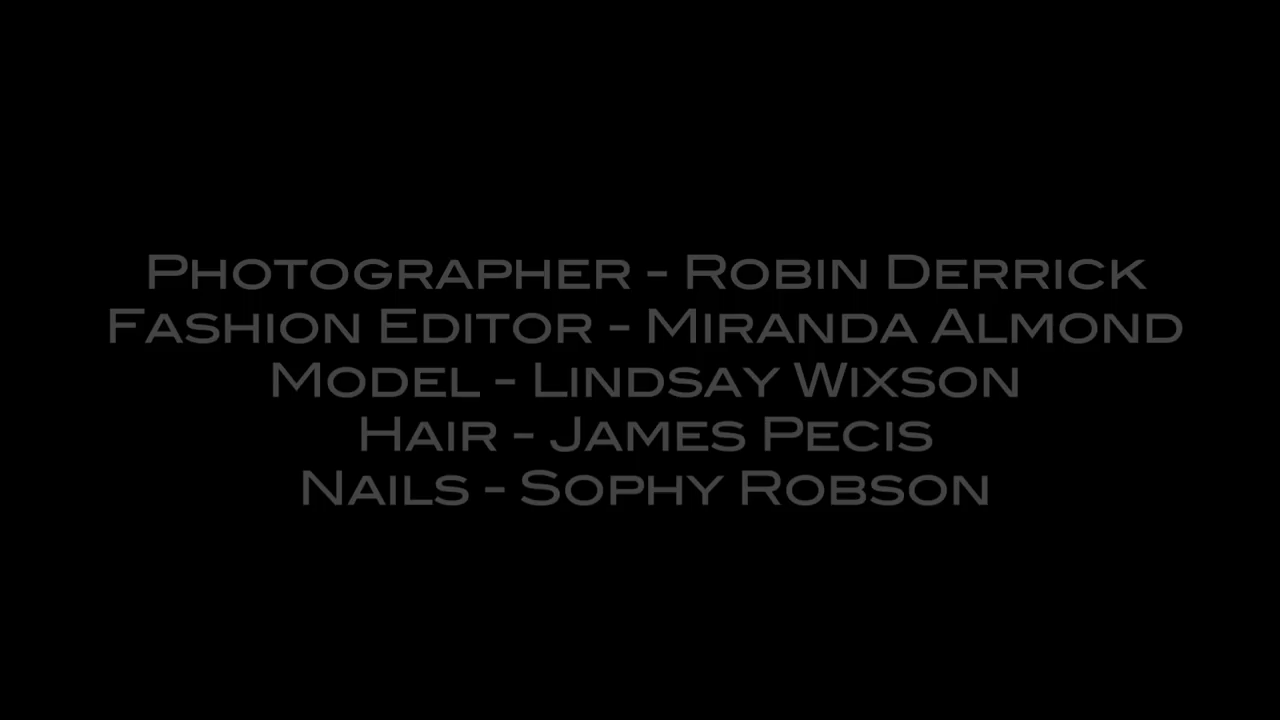 Photographer - Robin Derrick
Fashion Editor - Miranda Almond
Model - Lindsay Wixson
Hair - James Pecis
Nails - Sophy Robson